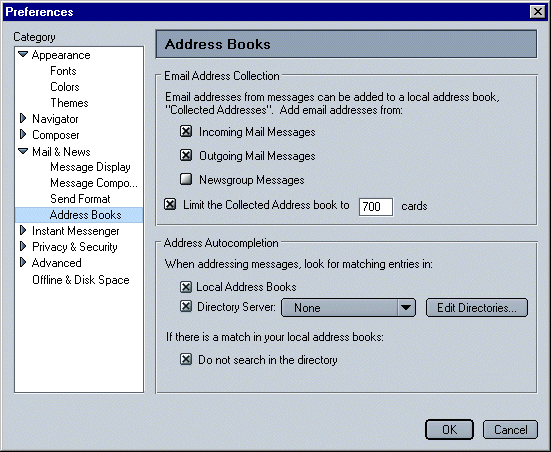 Preferences
Category
Appearance
Fonts
Colors
Themes
Navigator
Composer
Mail & News
Message Display
Message Compo...
Send Format
Address Books
Instant Messenger
Privacy & Security
Advanced
Offline & Disk Space
Address Books
Email Address Collection
Email addresses from messages can be added to a local address book,
"Collected Addresses". Add email addresses from:
Incoming Mail Messages
Outgoing Mail Messages
Newsgroup Messages
Limit the Collected Address book to 700 cards
Address Autocompletion
When addressing messages, look for matching entries in:
Local Address Books
Directory Server: None Edit Directories...
If there is a match in your local address books:
Do not search in the directory
OK Cancel